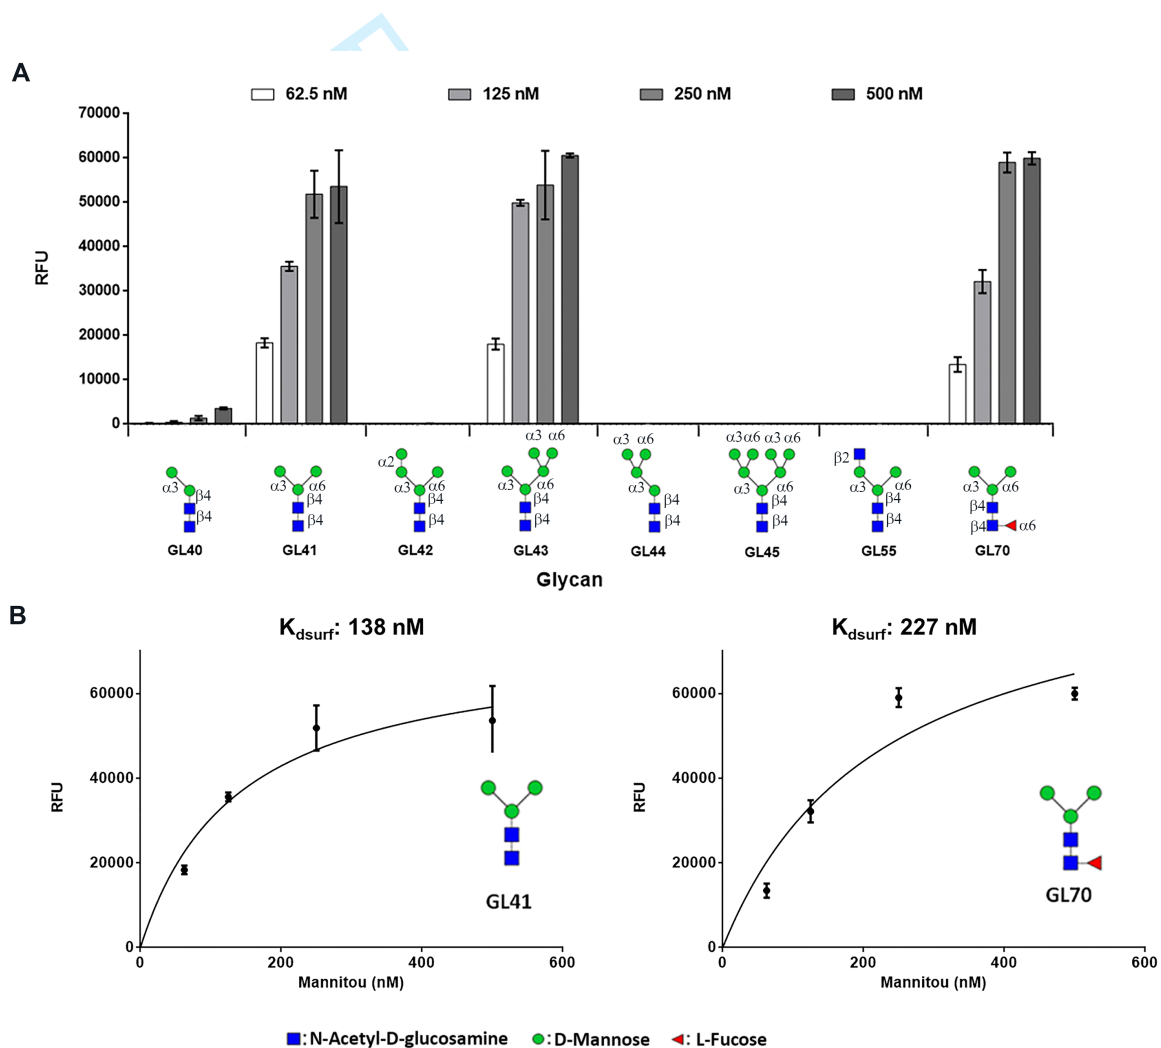 A
62.5 nM 125 nM 250 nM 500 nM
70000
60000
50000
40000
30000
20000
10000
0
RFU
α3 β4 β4
α3 α6 β4 β4
α2 α3 α6 β4 β4
α3 α6 α3 α6 β4 β4
α3 α6 α3 β4 β4
α3 α6 α3 α6 α3 α6 β4 β4
β2 α3 α6 β4 β4
α3 α6 β4 β4 α6
GL40 GL41 GL42 GL43 GL44 GL45 GL55 GL70
Glycan
B
Kdsurf: 138 nM
60000
40000
20000
0
RFU
0 200 400 600
Mannitou (nM)
GL41
Kdsurf: 227 nM
60000
40000
20000
0
RFU
0 200 400 600
Mannitou (nM)
GL70
: N-Acetyl-D-glucosamine : D-Mannose : L-Fucose